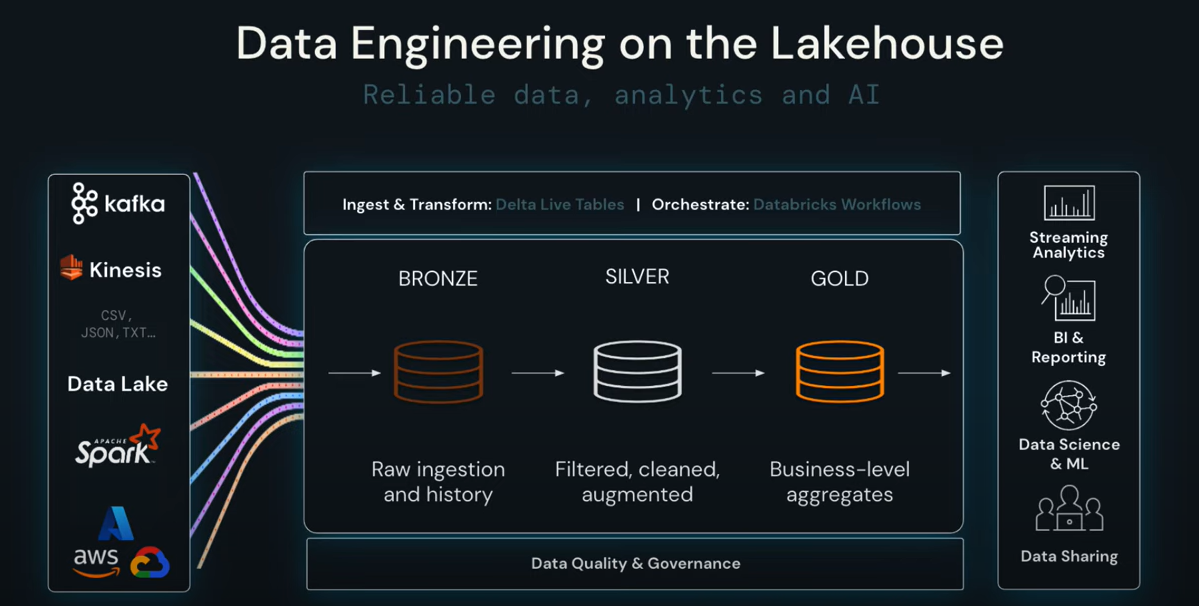 Data Engineering on the Lakehouse
Reliable data, analytics and AI
kafka
Kinesis
CSV,
JSON,TXT…
Data Lake
APACHE
Spark™
aws
Ingest & Transform: Delta Live Tables | Orchestrate: Databricks Workflows
BRONZE
SILVER
GOLD
Raw ingestion
and history
Filtered, cleaned,
augmented
Business-level
aggregates
Data Quality & Governance
Streaming
Analytics
BI &
Reporting
Data Science
& ML
Data Sharing